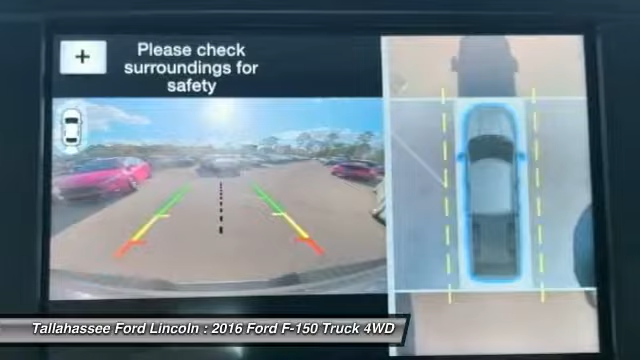 +
Please check
surroundings for
safety
Tallahassee Ford Lincoln : 2016 Ford F-150 Truck 4WD